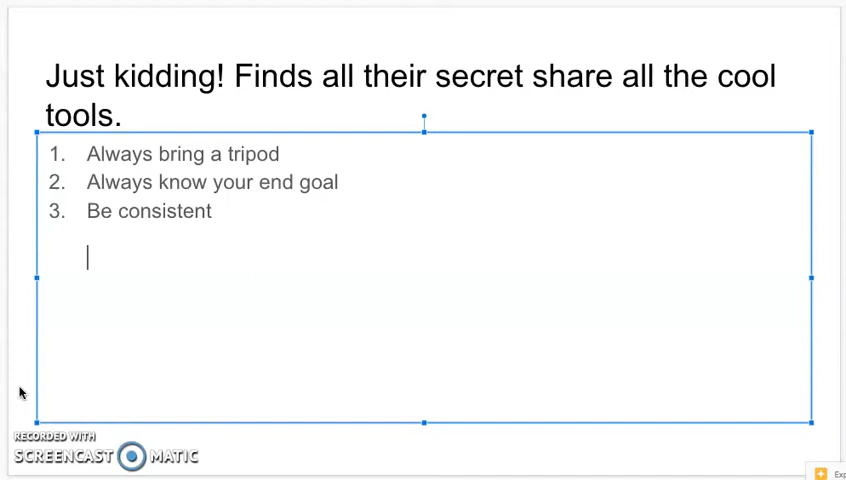 Just kidding! Finds all their secret share all the cool
tools.
1. Always bring a tripod
2. Always know your end goal
3. Be consistent
RECORDED WITH
SCREENCAST MATIC
Exp